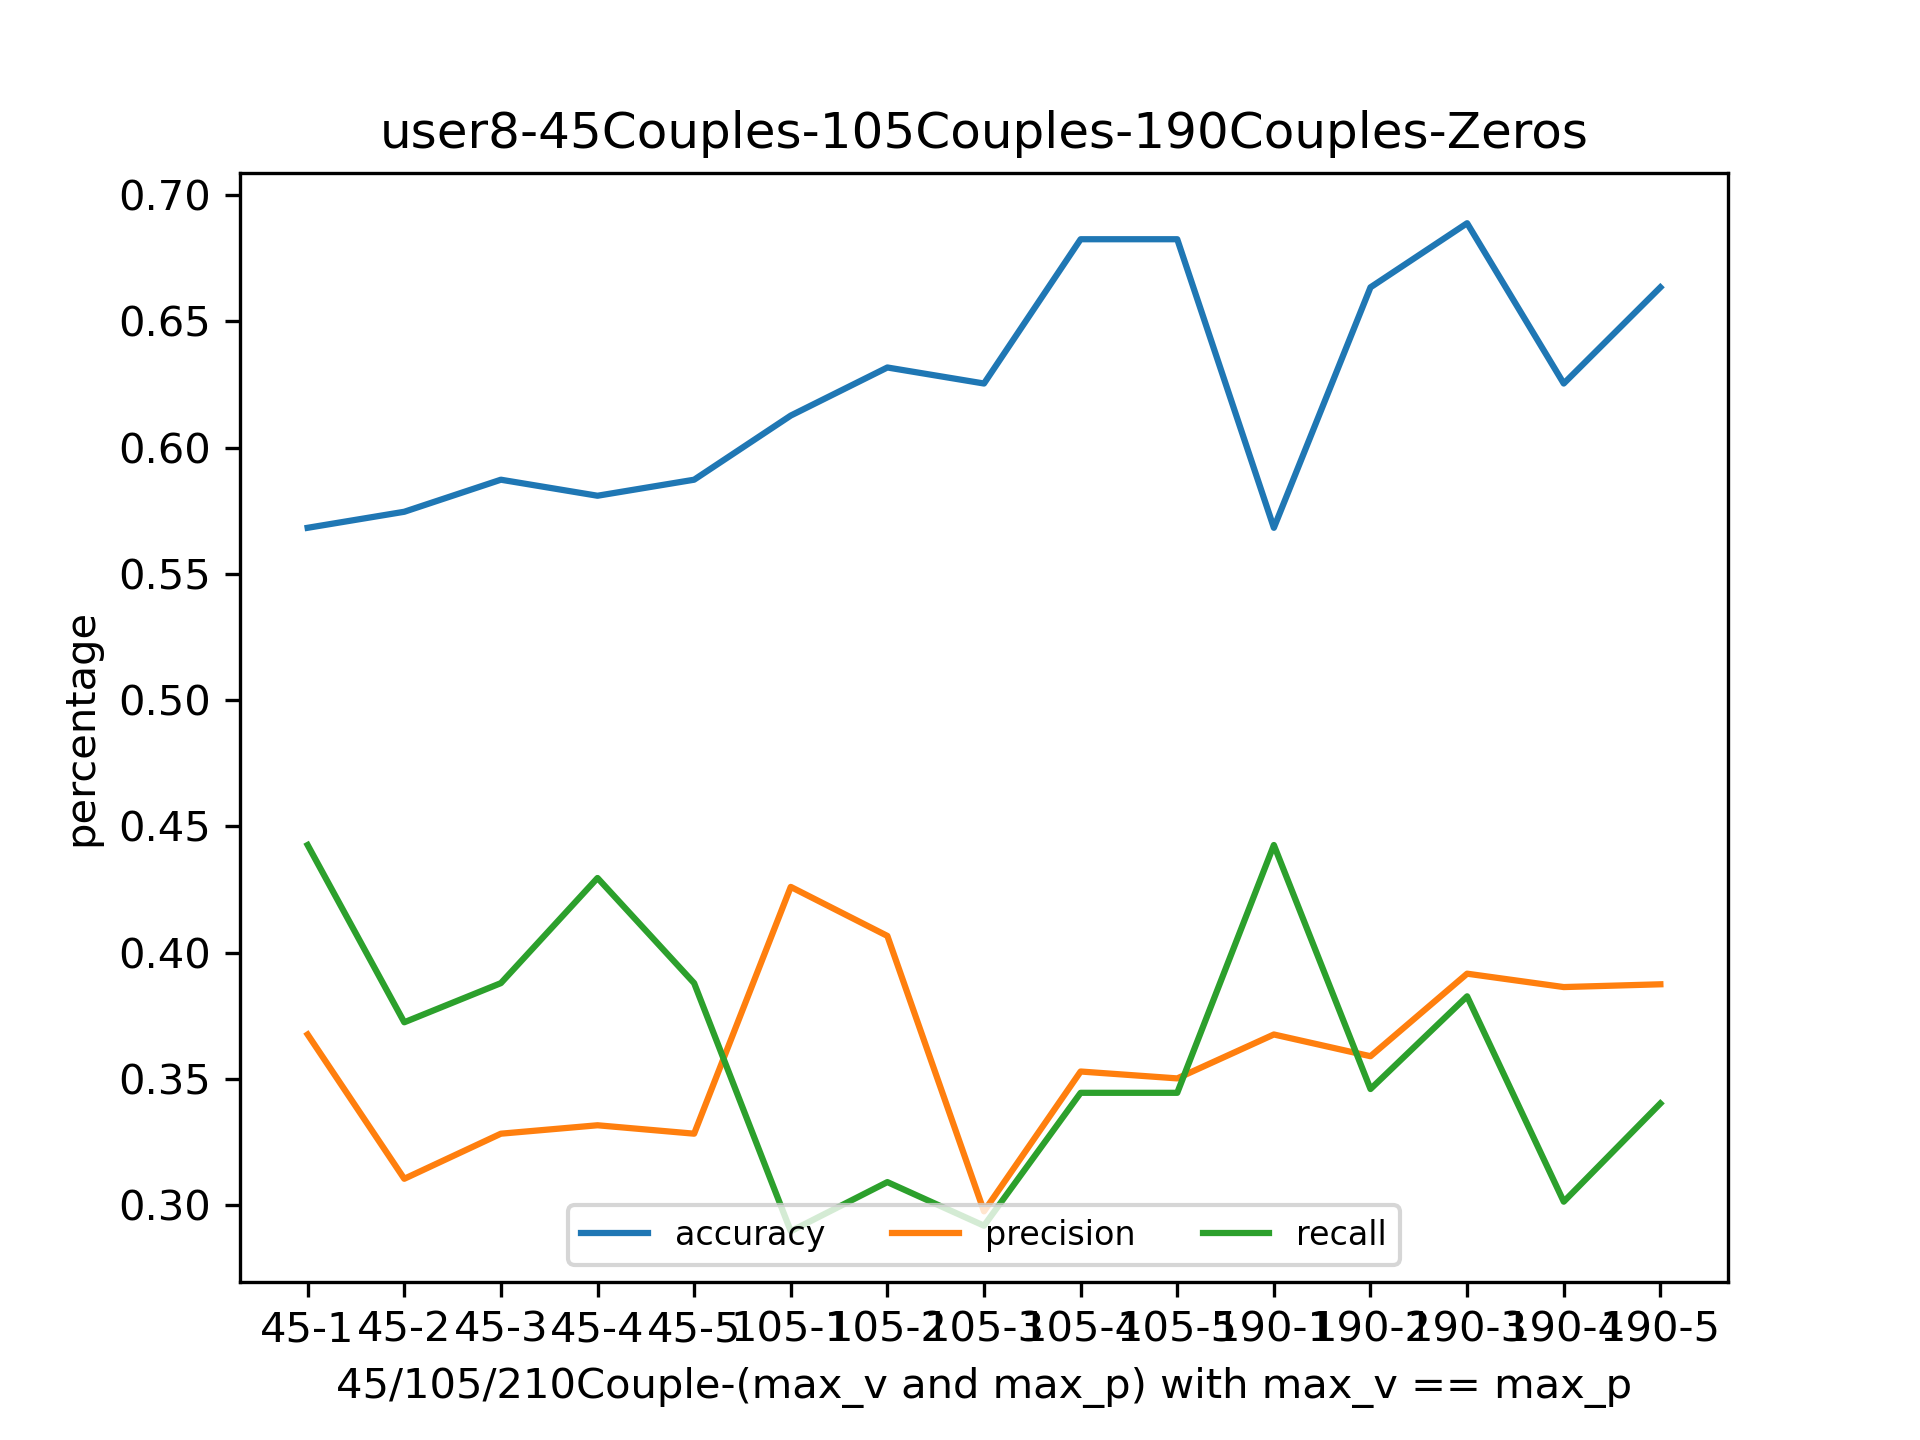 user8-45Couples-105Couples-190Couples-Zeros
0.70
0.65
0.60
0.55
0.50
0.45
0.40
0.35
0.30
percentage
accuracy precision recall
45-1 45-2 45-3 45-4 45-5 105-1 105-2 105-3 105-4 105-5 190-1 190-2 190-3 190-4 190-5
45/105/210Couple-(max_v and max_p) with max_v == max_p